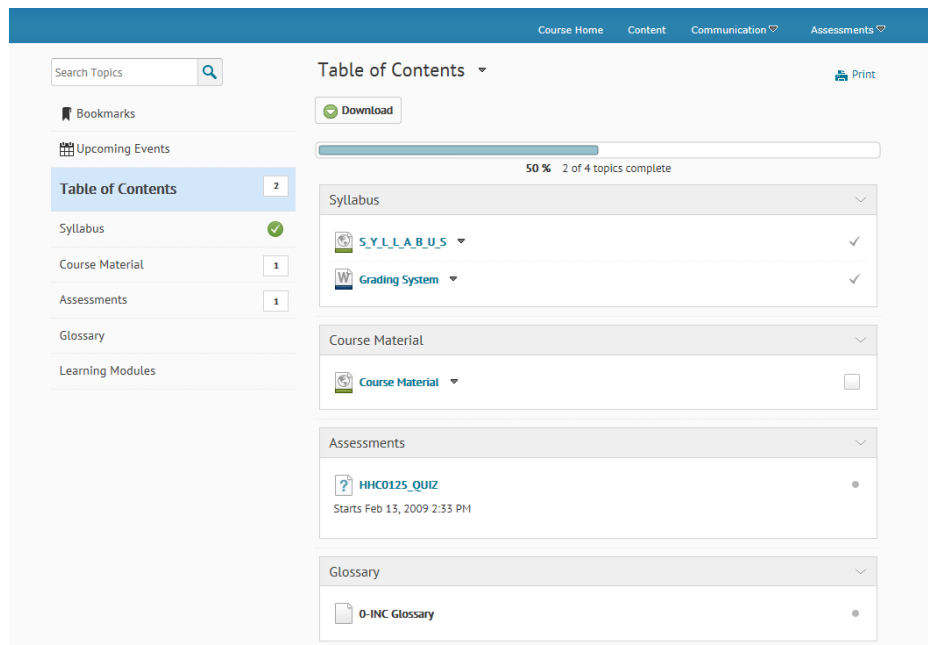 Course Home Content Communication Assessments
Search Topics
Bookmarks
Upcoming Events
Table of Contents 2
Syllabus
Course Material 1
Assessments 1
Glossary
Learning Modules
Table of Contents
Print
Download
50 % 2 of 4 topics complete
Syllabus
S_Y_L_L_A_B_U_S
W Grading System
Course Material
Course Material
Assessments
? HHC0125_QUIZ
Starts Feb 13, 2009 2:33 PM
Glossary
0-INC Glossary